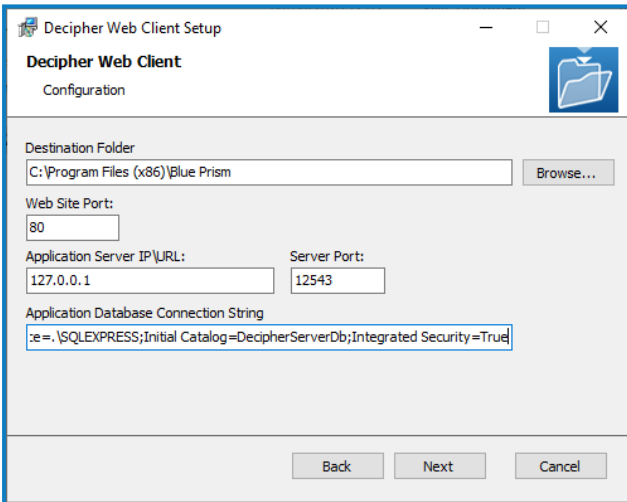 Decipher Web Client Setup
Decipher Web Client
Configuration
Destination Folder
C:\Program Files (x86)\Blue Prism
Browse...
Web Site Port:
80
Application Server IP\URL: Server Port:
127.0.0.1 12543
Application Database Connection String
:e=.\SQLEXPRESS;Initial Catalog=DecipherServerDb;Integrated Security=True
Back Next Cancel